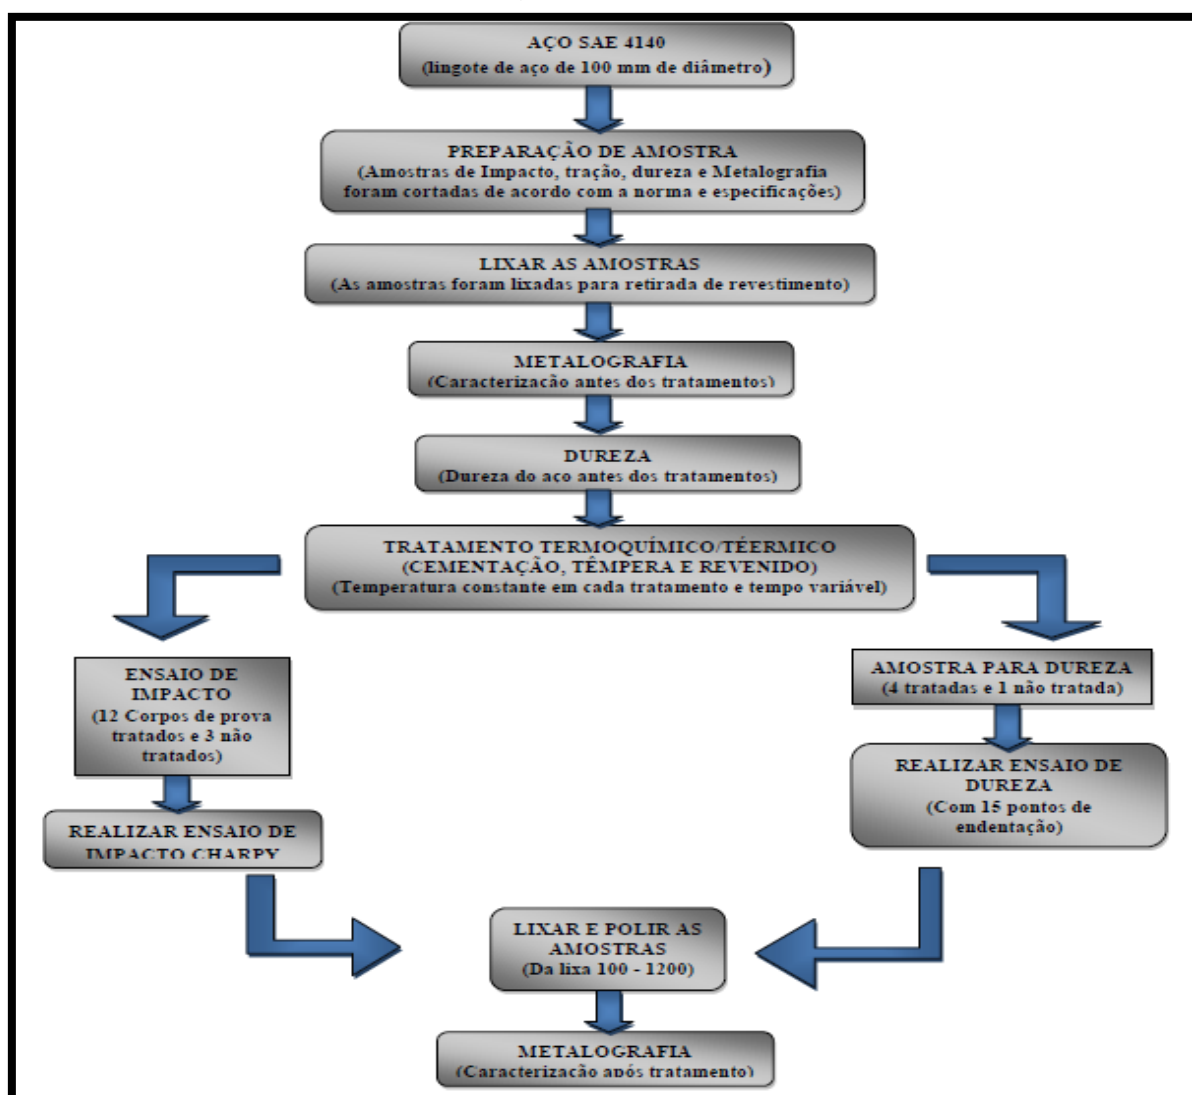 AÇO SAE 4140
(lingote de aço de 100 mm de diâmetro)
PREPARAÇÃO DE AMOSTRA
(Amostras de Impacto, tração, dureza e Metalografia
foram cortadas de acordo com a norma e especificações)
LIXAR AS AMOSTRAS
(As amostras foram lixadas para retirada de revestimento)
METALOGRAFIA
(Caracterização antes dos tratamentos)
DUREZA
(Dureza do aço antes dos tratamentos)
TRATAMENTO TERMOQUÍMICO/TÉERMICO
(CEMENTAÇÃO, TÊMPERA E REVENIDO)
(Temperatura constante em cada tratamento e tempo variável)
ENSAIO DE
IMPACTO
(12 Corpos de prova
tratados e 3 não
tratados)
REALIZAR ENSAIO DE
IMPACTO CHARPY
AMOSTRA PARA DUREZA
(4 tratadas e 1 não tratada)
REALIZAR ENSAIO DE
DUREZA
(Com 15 pontos de
endentação)
LIXAR E POLIR AS
AMOSTRAS
(Da lixa 100 - 1200)
METALOGRAFIA
(Caracterização após tratamento)